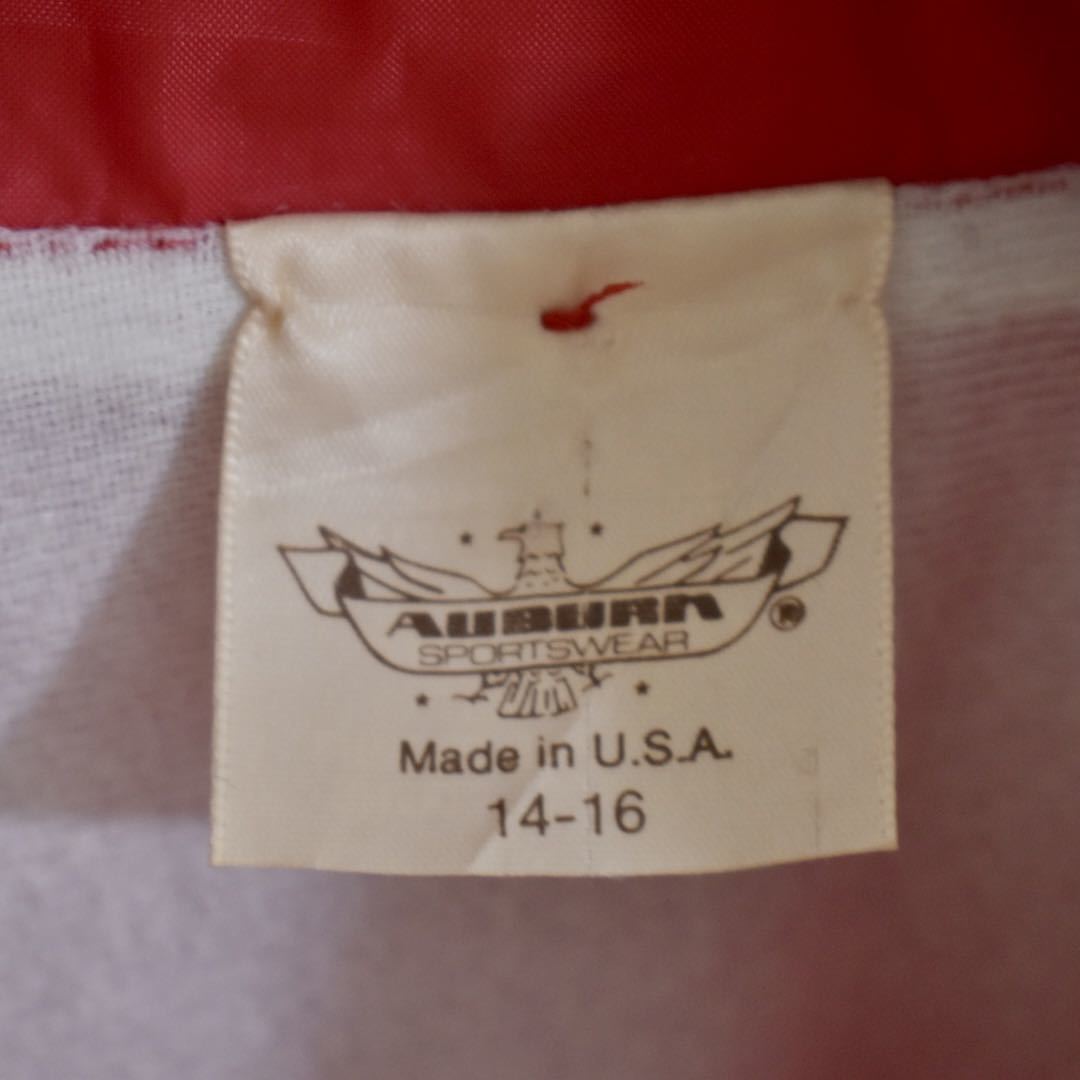 AUBURN
SPORTSWEAR
®
Made in U.S.A.
14-16